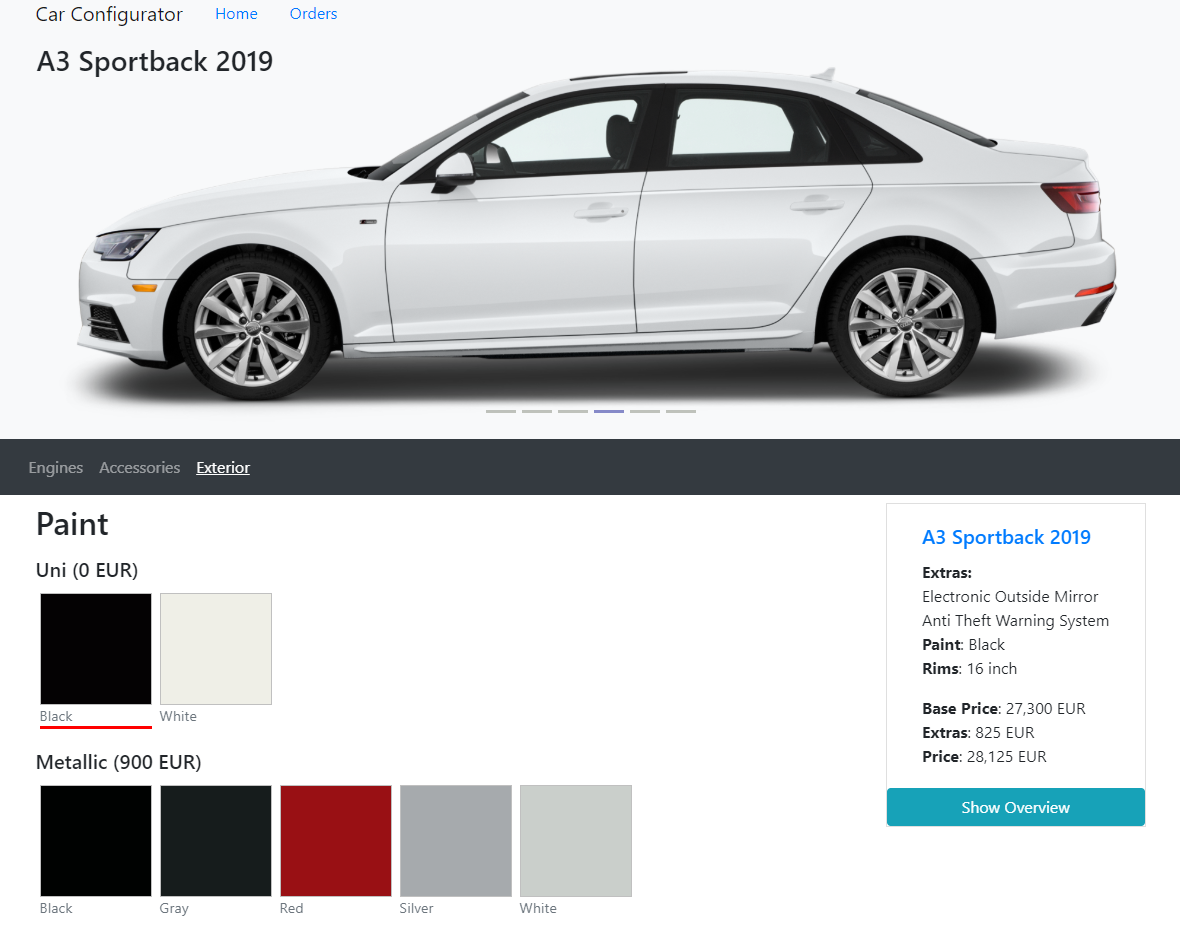 Car Configurator Home Orders
A3 Sportback 2019
Engines Accessories Exterior
Paint
Uni (0 EUR)
Black White
Metallic (900 EUR)
Black Gray Red Silver White
A3 Sportback 2019
Extras:
Electronic Outside Mirror
Anti Theft Warning System
Paint: Black
Rims: 16 inch
Base Price: 27,300 EUR
Extras: 825 EUR
Price: 28,125 EUR
Show Overview